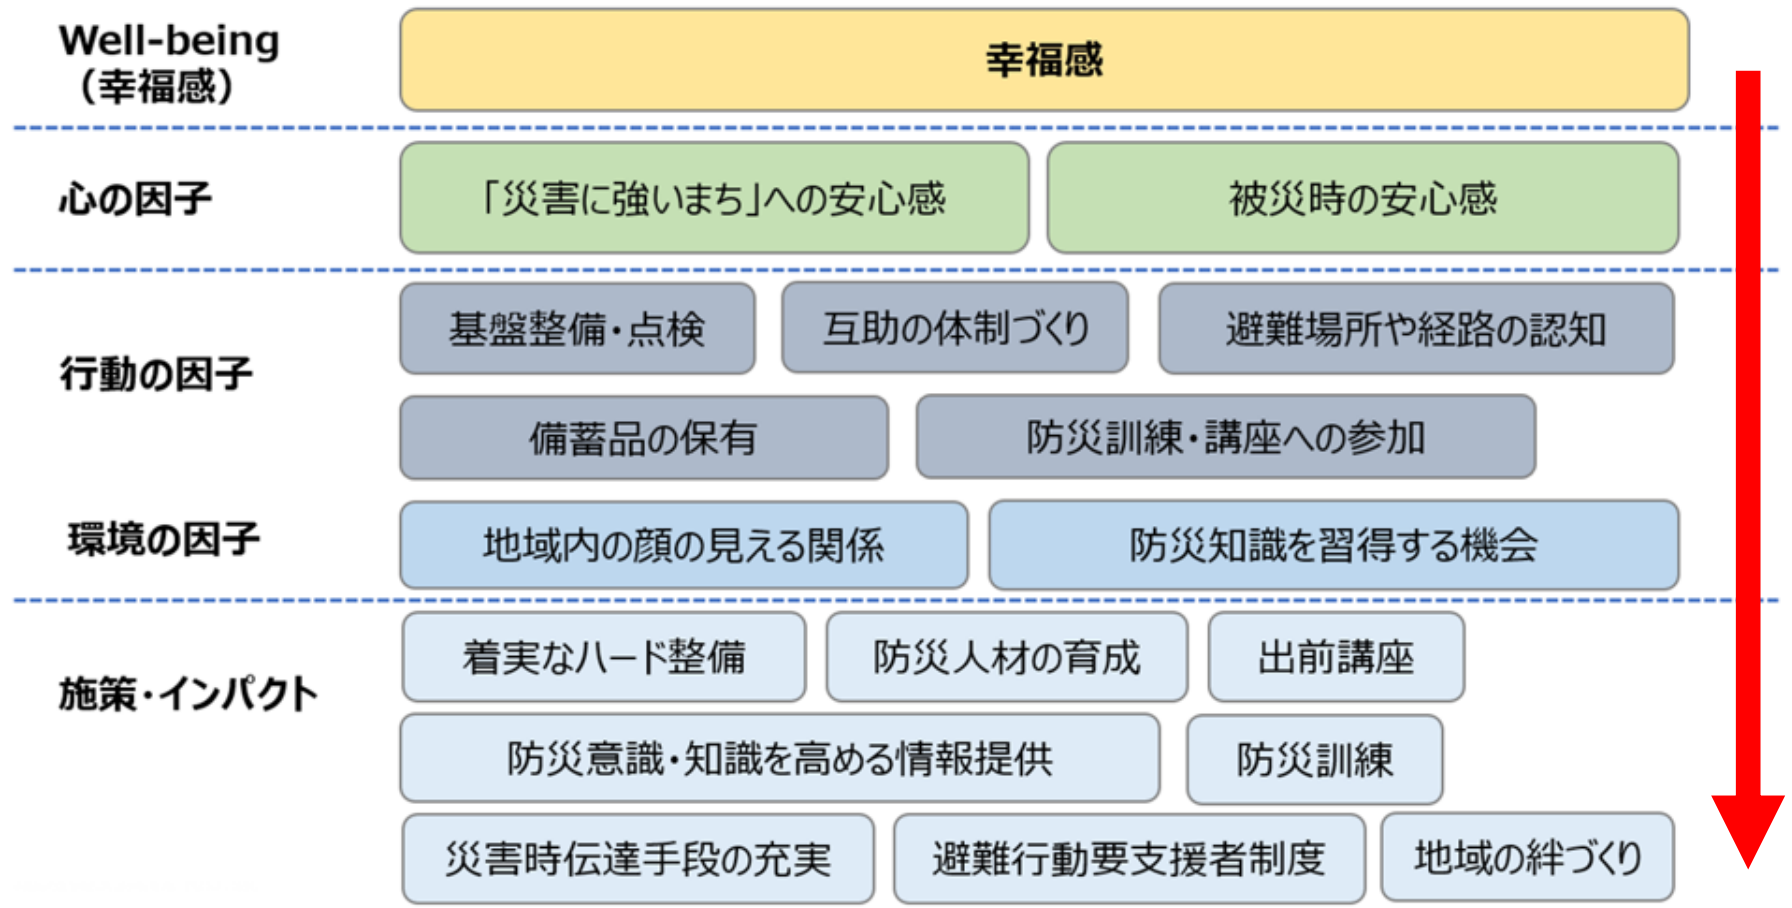 Well-being
（幸福感）
幸福感
心の因子
「災害に強いまち」への安心感
被災時の安心感
行動の因子
基盤整備・点検
互助の体制づくり
避難場所や経路の認知
備蓄品の保有
防災訓練・講座への参加
環境の因子
地域内の顔の見える関係
防災知識を習得する機会
施策・インパクト
着実なハード整備
防災人材の育成
出前講座
防災意識・知識を高める情報提供
防災訓練
災害時伝達手段の充実
避難行動要支援者制度
地域の絆づくり